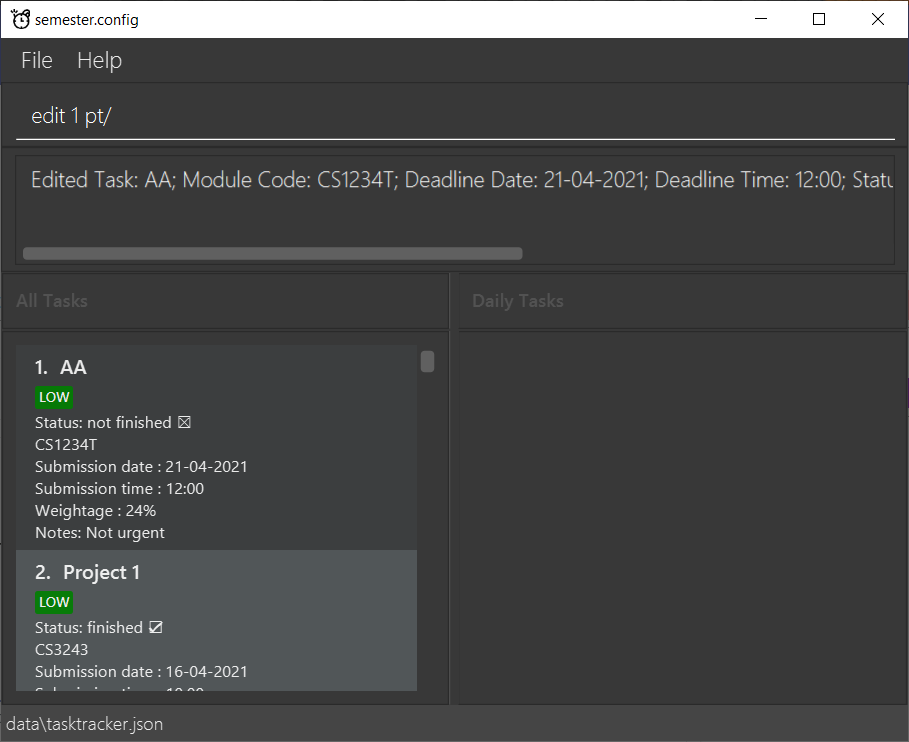 semester.config
File Help
edit 1 pt/
Edited Task: AA; Module Code: CS1234T; Deadline Date: 21-04-2021; Deadline Time: 12:00; Statu
All Tasks
Daily Tasks
1. AA
LOW
Status: not finished ☒
CS1234T
Submission date : 21-04-2021
Submission time : 12:00
Weightage : 24%
Notes: Not urgent
2. Project 1
LOW
Status: finished ☑
CS3243
Submission date : 16-04-2021
data\tasktracker.json